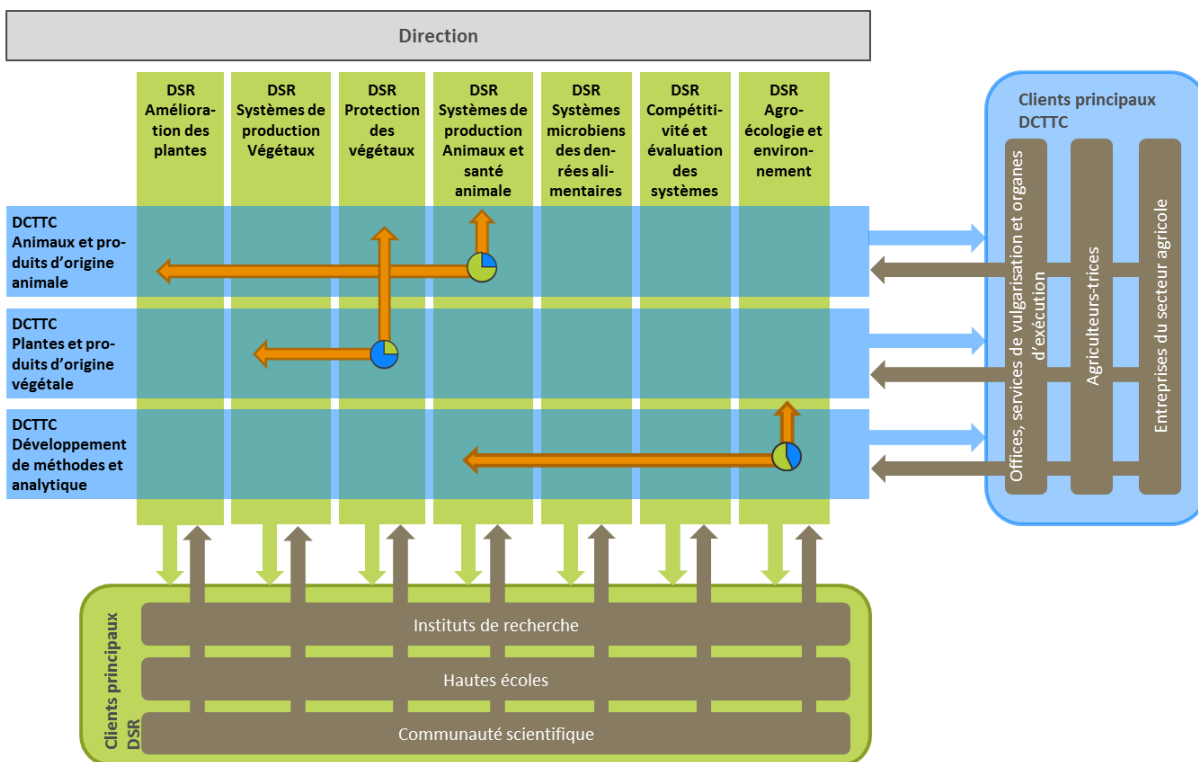 Direction
DSR
Améliora-
tion des
plantes
DSR
Systèmes de
production
Végétaux
DSR
Protection
des
végétaux
DSR
Systèmes de
production
Animaux et
santé
animale
DSR
Systèmes
microbiens
des den-
rées ali-
mentaires
DSR
Compétiti-
vité et
évaluation
des
systèmes
DSR
Agro-
écologie et
environ-
nement
Clients principaux
DCTTC
Offices, services de vulgarisation et organes
d'exécution
Agriculteurs-trices
Entreprises du secteur agricole
DCTTC
Animaux et pro-
duits d'origine
animale
DCTTC
Plantes et pro-
duits d'origine
végétale
DCTTC
Développement
de méthodes et
analytique
Clients principaux
DSR
Instituts de recherche
Hautes écoles
Communauté scientifique